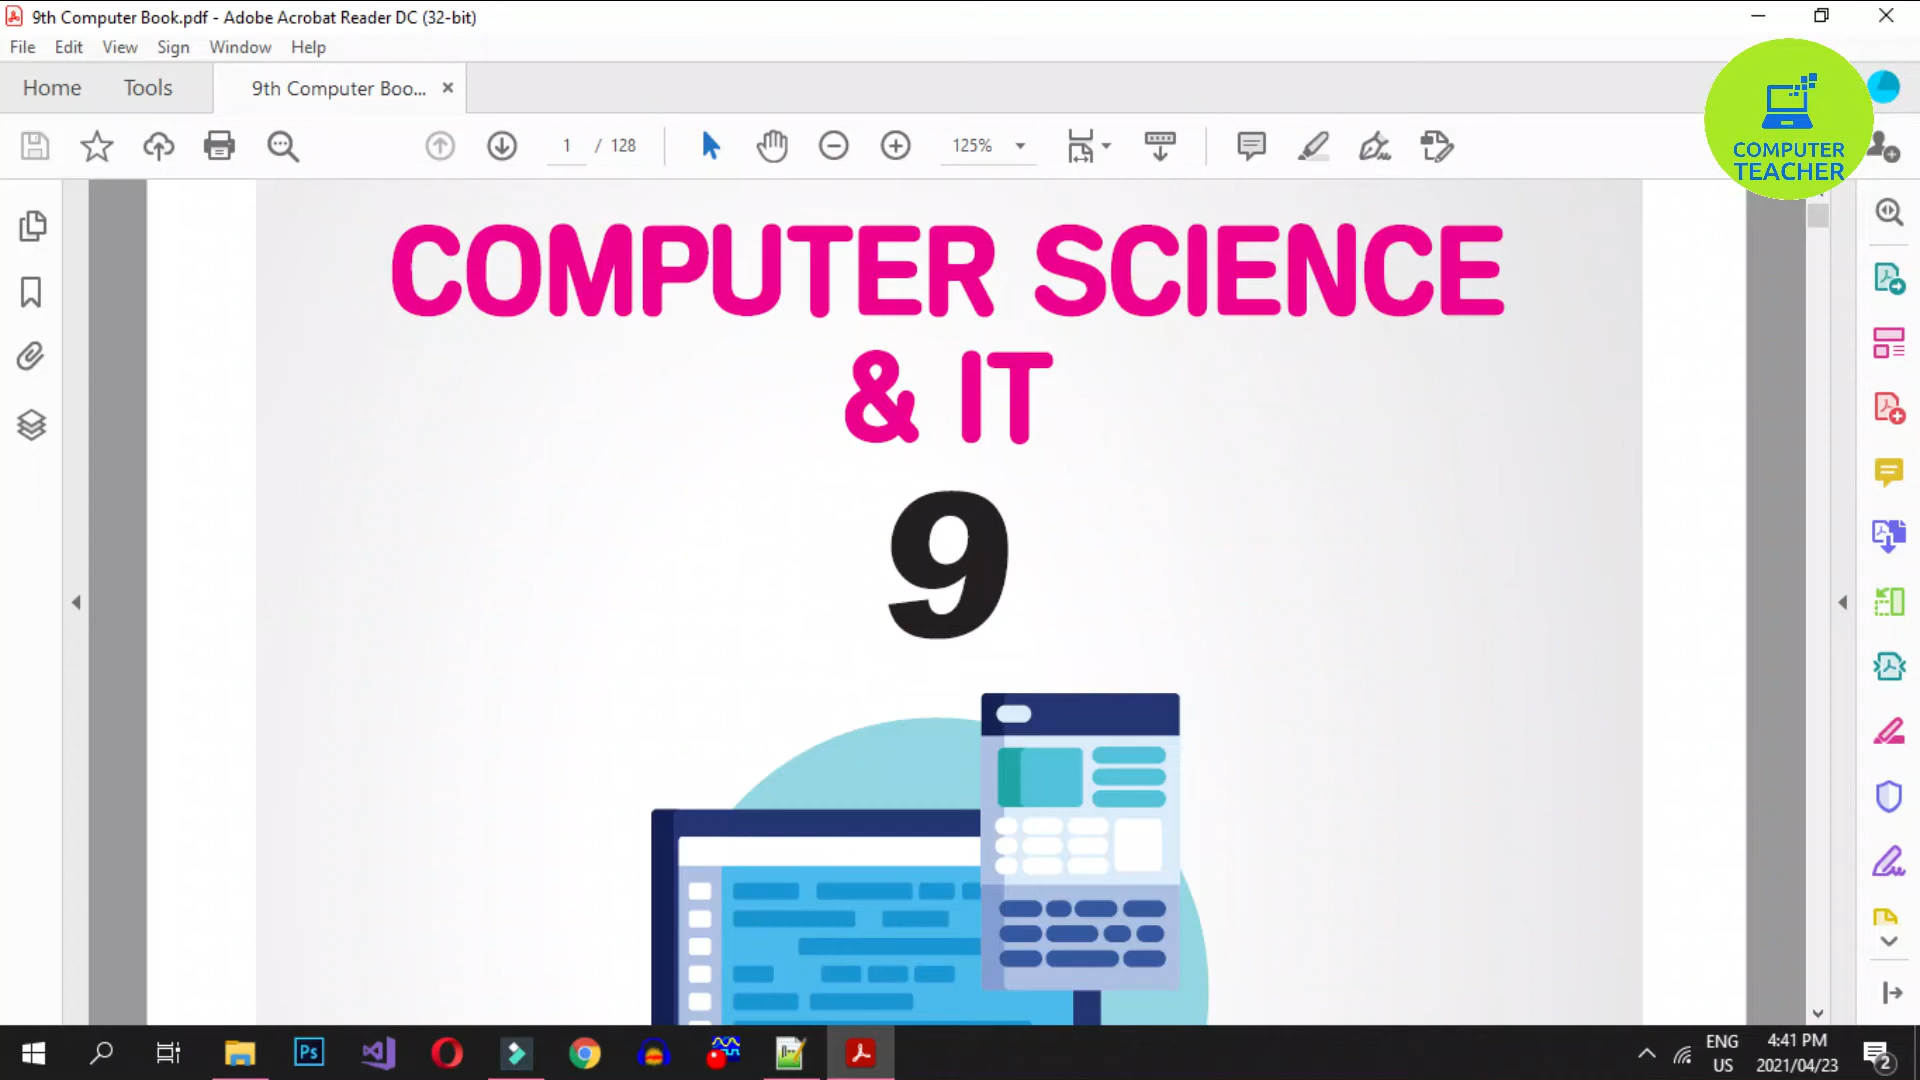 9th Computer Book.pdf - Adobe Acrobat Reader DC (32-bit)
File Edit View Sign Window Help
Home Tools 9th Computer Boo... ×
1 / 128 125%
COMPUTER
TEACHER
COMPUTER SCIENCE
& IT
9
Ps
ENG
US
4:41 PM
2021/04/23
2